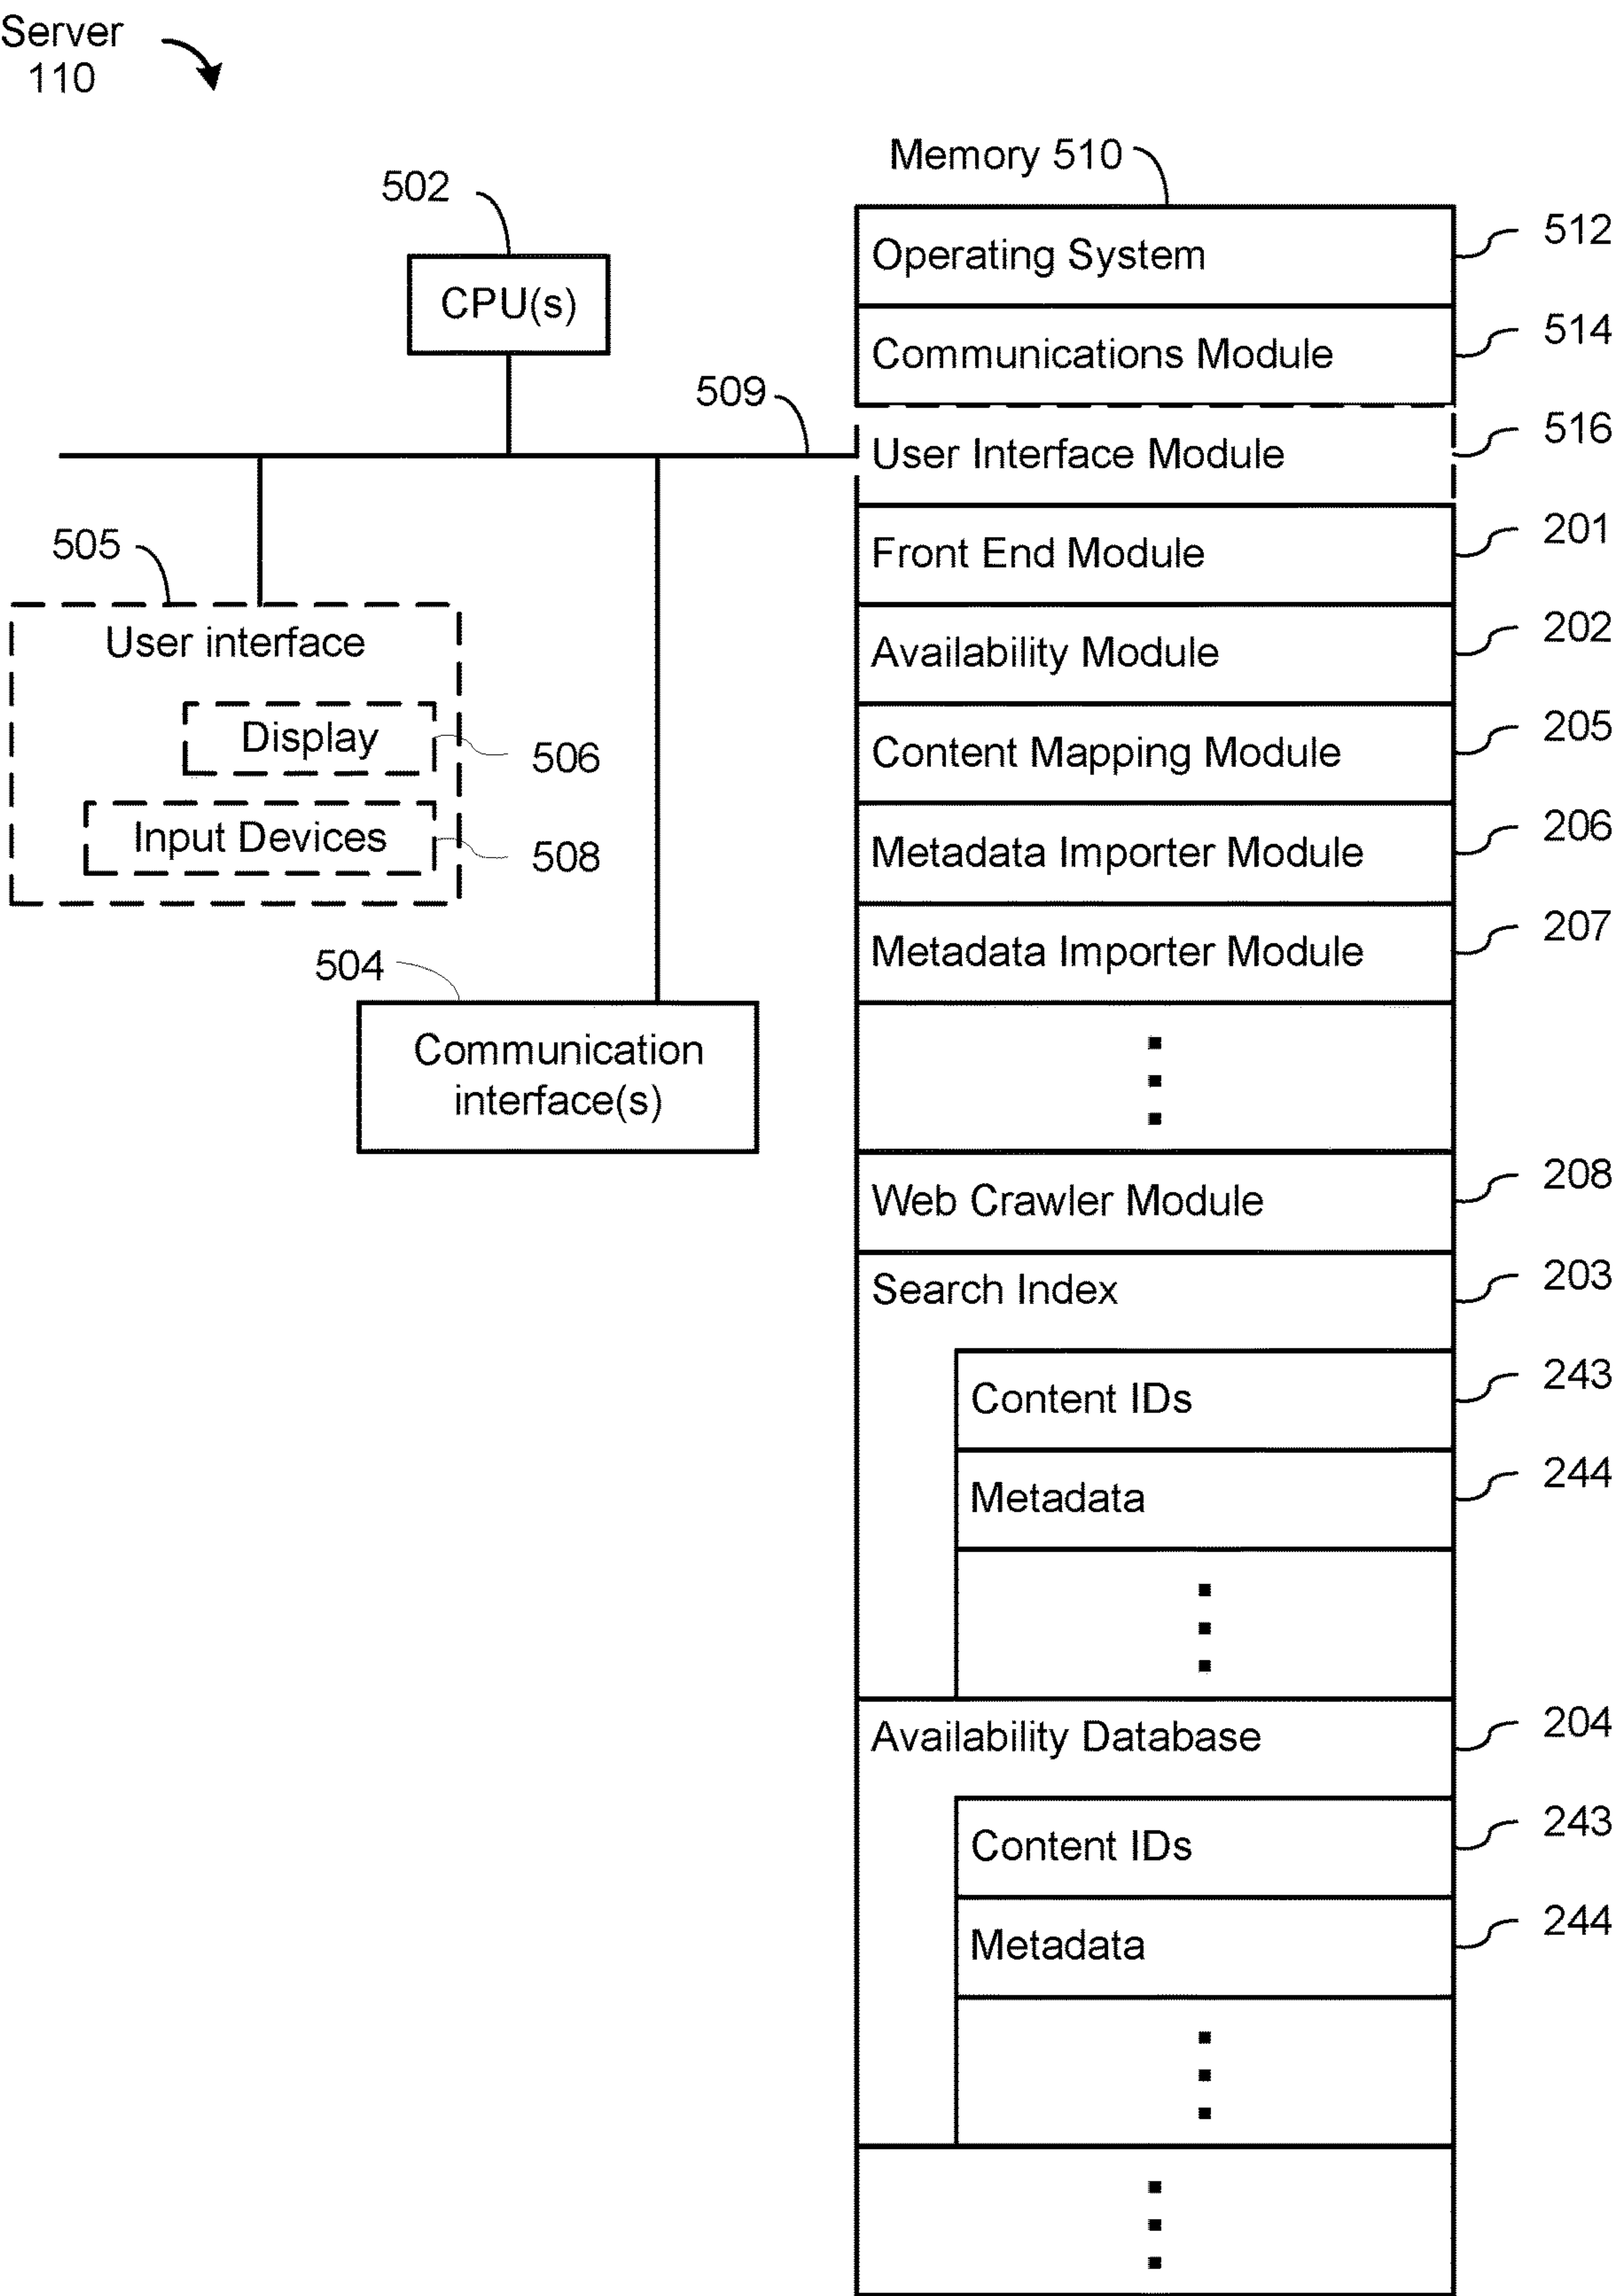 Server
110
Memory 510
502
512
CPU(s)
Operating System
514
Communications Module
509
516
User Interface Module
505
201
Front End Module
User interface
202
Availability Module
Display
506
205
Content Mapping Module
Input Devices
508
206
Metadata Importer Module
207
Metadata Importer Module
504
Communication
interface(s)
208
Web Crawler Module
203
Search Index
243
Content IDs
244
Metadata
204
Availability Database
243
Content IDs
244
Metadata